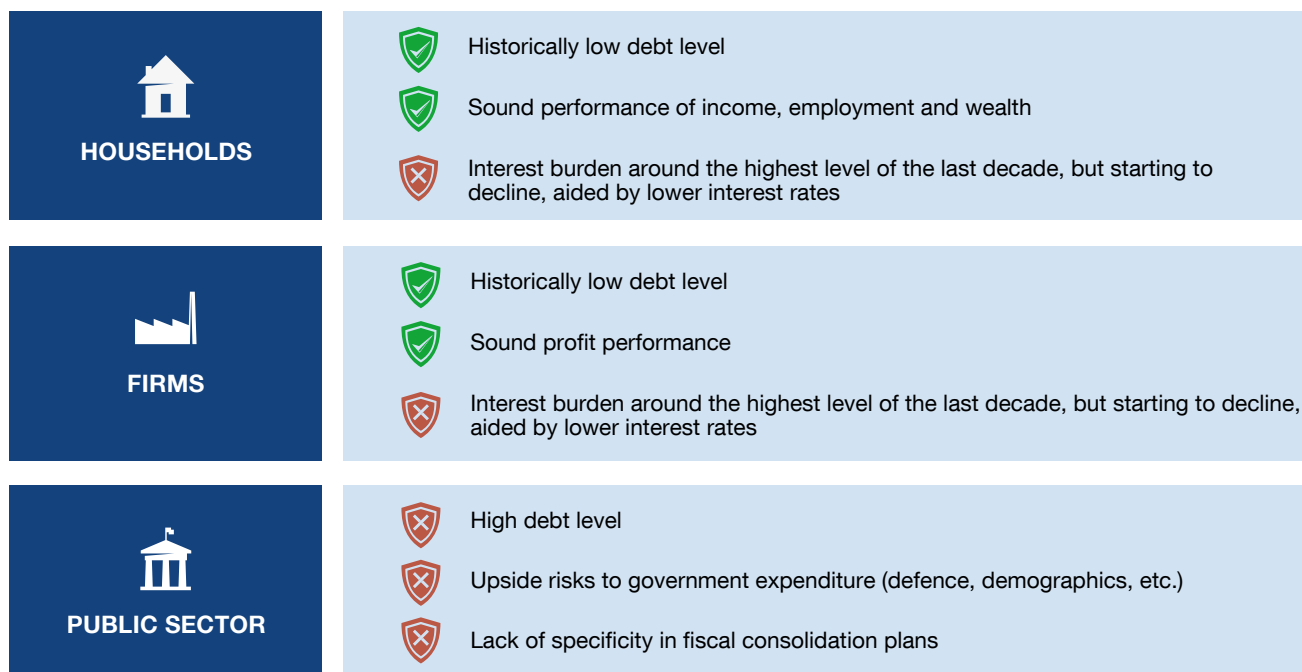 HOUSEHOLDS
Historically low debt level
Sound performance of income, employment and wealth
Interest burden around the highest level of the last decade, but starting to
decline, aided by lower interest rates
FIRMS
Historically low debt level
Sound profit performance
Interest burden around the highest level of the last decade, but starting to decline,
aided by lower interest rates
PUBLIC SECTOR
High debt level
Upside risks to government expenditure (defence, demographics, etc.)
Lack of specificity in fiscal consolidation plans